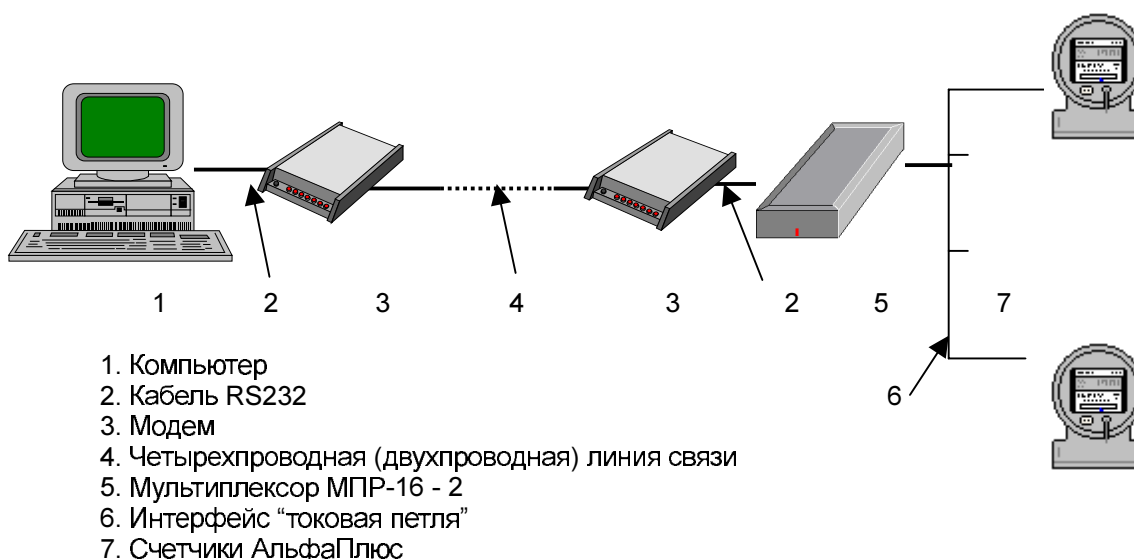 1 2 3 4 3 2 5 7
6
1. Компьютер
2. Кабель RS232
3. Модем
4. Четырехпроводная (двухпроводная) линия связи
5. Мультиплексор МПР-16 - 2
6. Интерфейс “токовая петля”
7. Счетчики АльфаПлюс